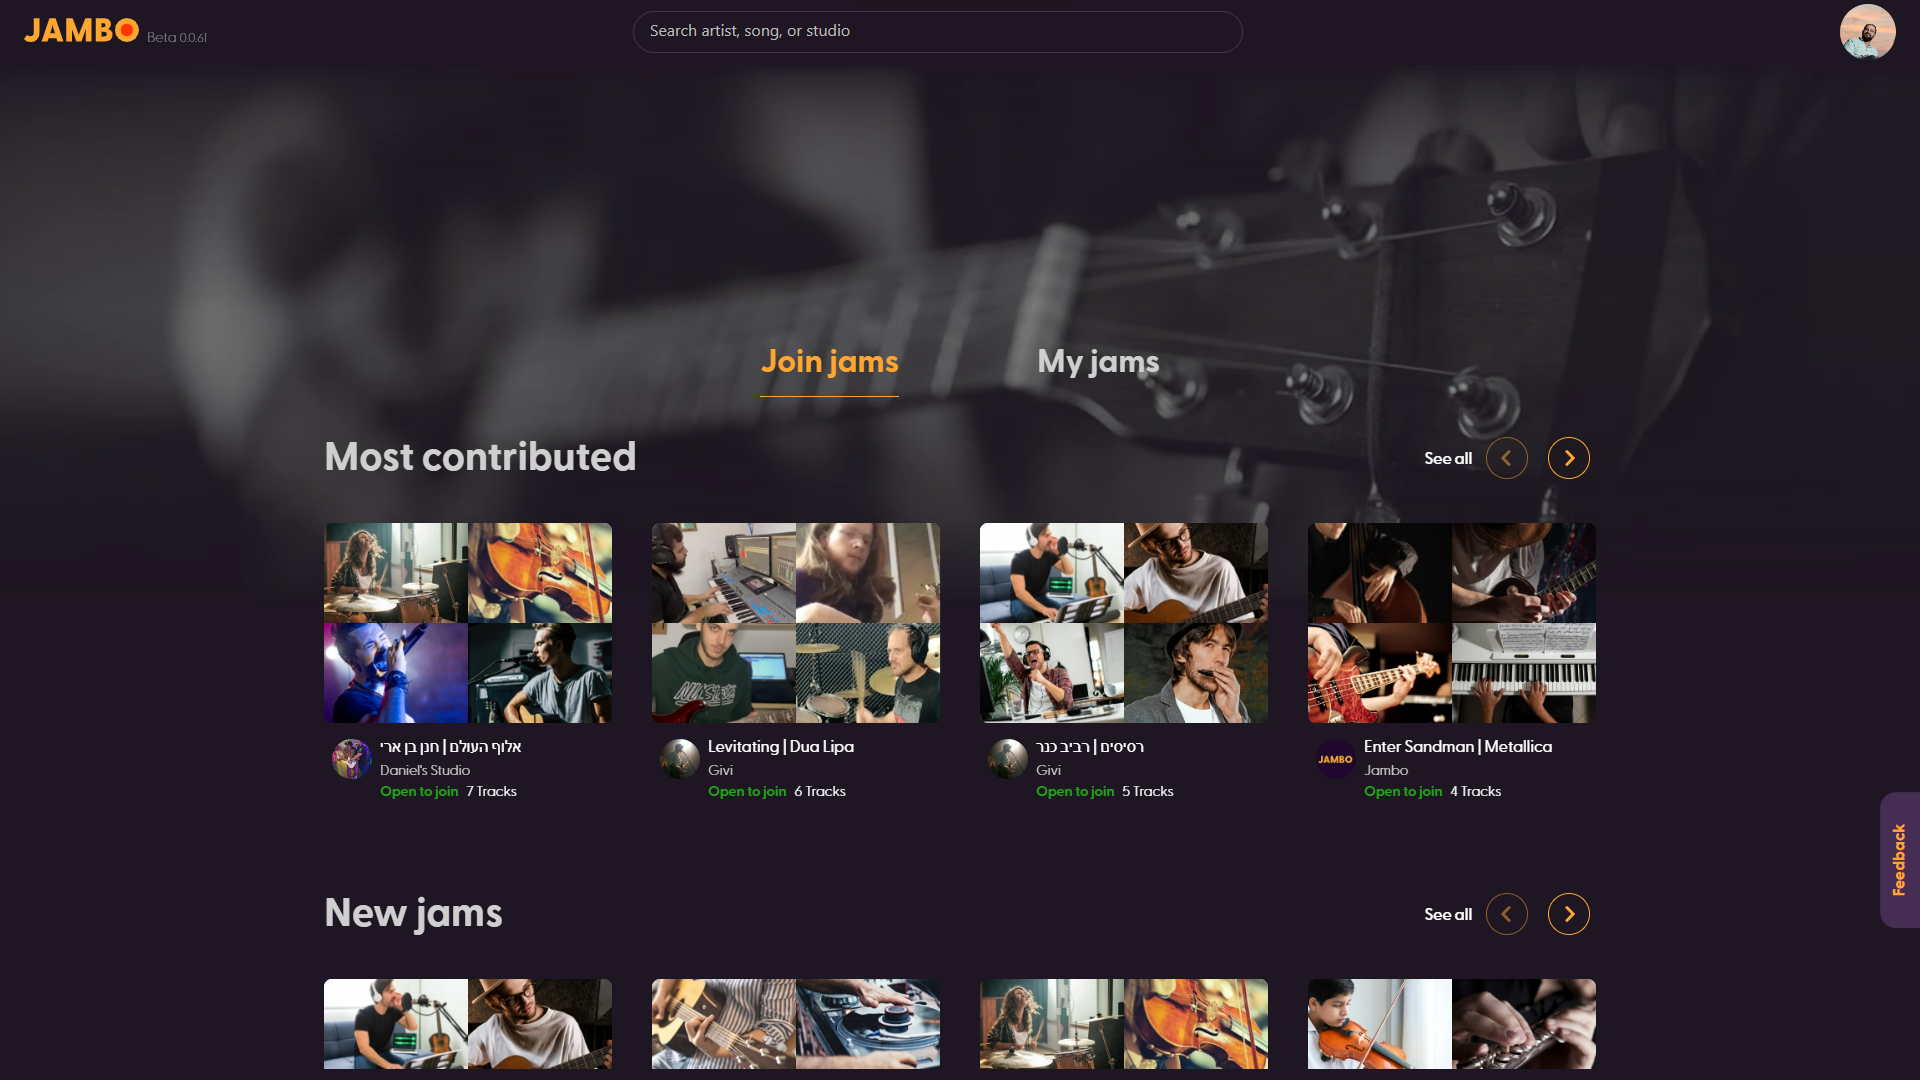 JAMBO Beta 0.0.61
Search artist, song, or studio
Join jams
My jams
Most contributed
See all
אלוף העולם | חנן בן ארי
Daniel's Studio
Open to join 7 Tracks
Levitating | Dua Lipa
Givi
Open to join 6 Tracks
רסיסים | רביב כנר
Givi
Open to join 5 Tracks
JAMBO
Enter Sandman | Metallica
Jambo
Open to join 4 Tracks
Feedback
New jams
See all